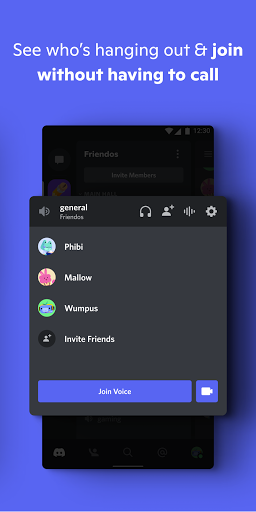 See who's hanging out & join
without having to call
12:30
Friendos
Invite Members
general
Friendos
Phibi
Mallow
Wumpus
Invite Friends
Join Voice